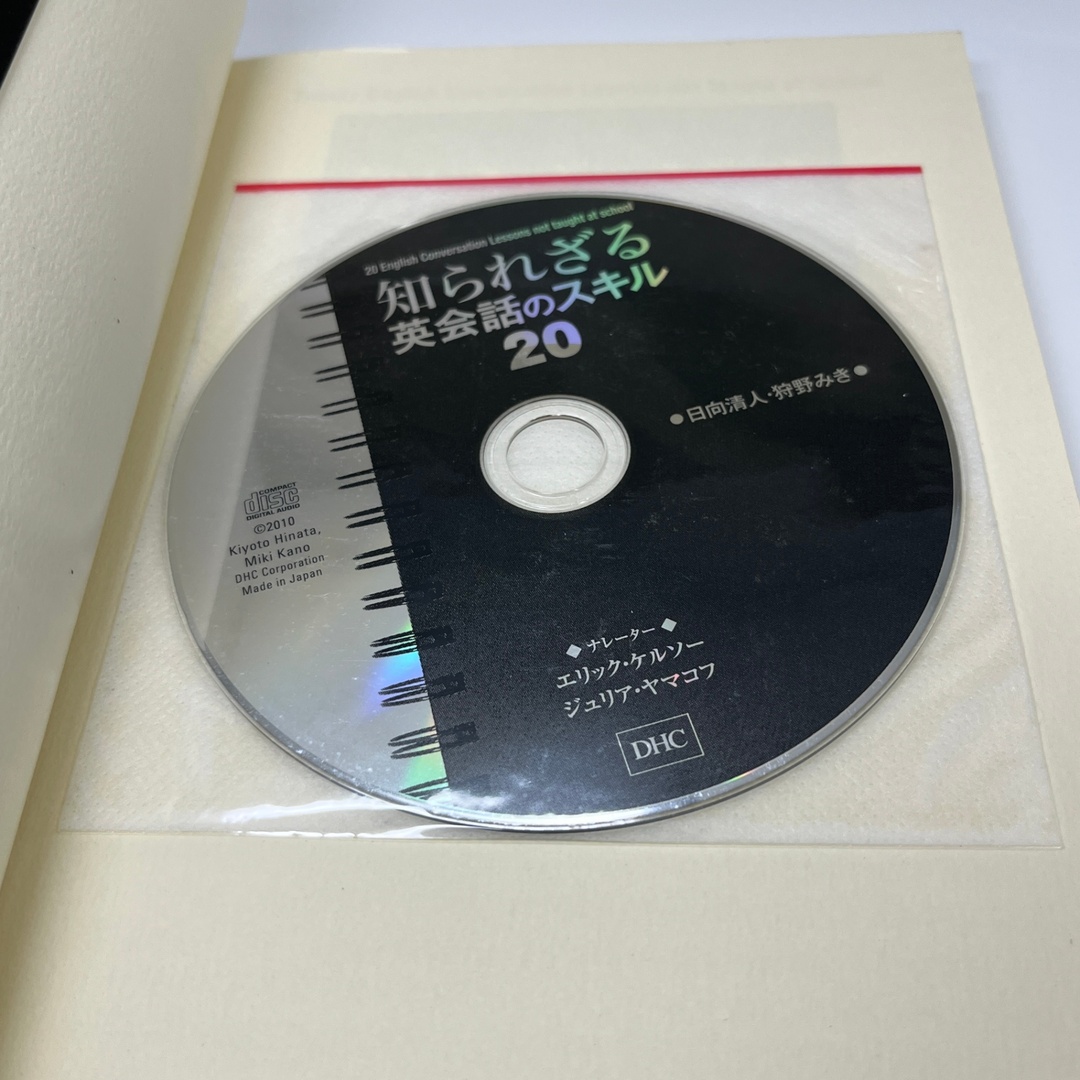 20 English Conversation Lessons not taught at school
知られざる
英会話のスキル
20
●日向清人・狩野みき●
COMPACT
disc
DIGITAL AUDIO
©2010
Kiyoto Hinata,
Miki Kano
DHC Corporation
Made in Japan
◆ナレーター◆
エリック・ケルソー
ジュリア・ヤマコフ
DHC